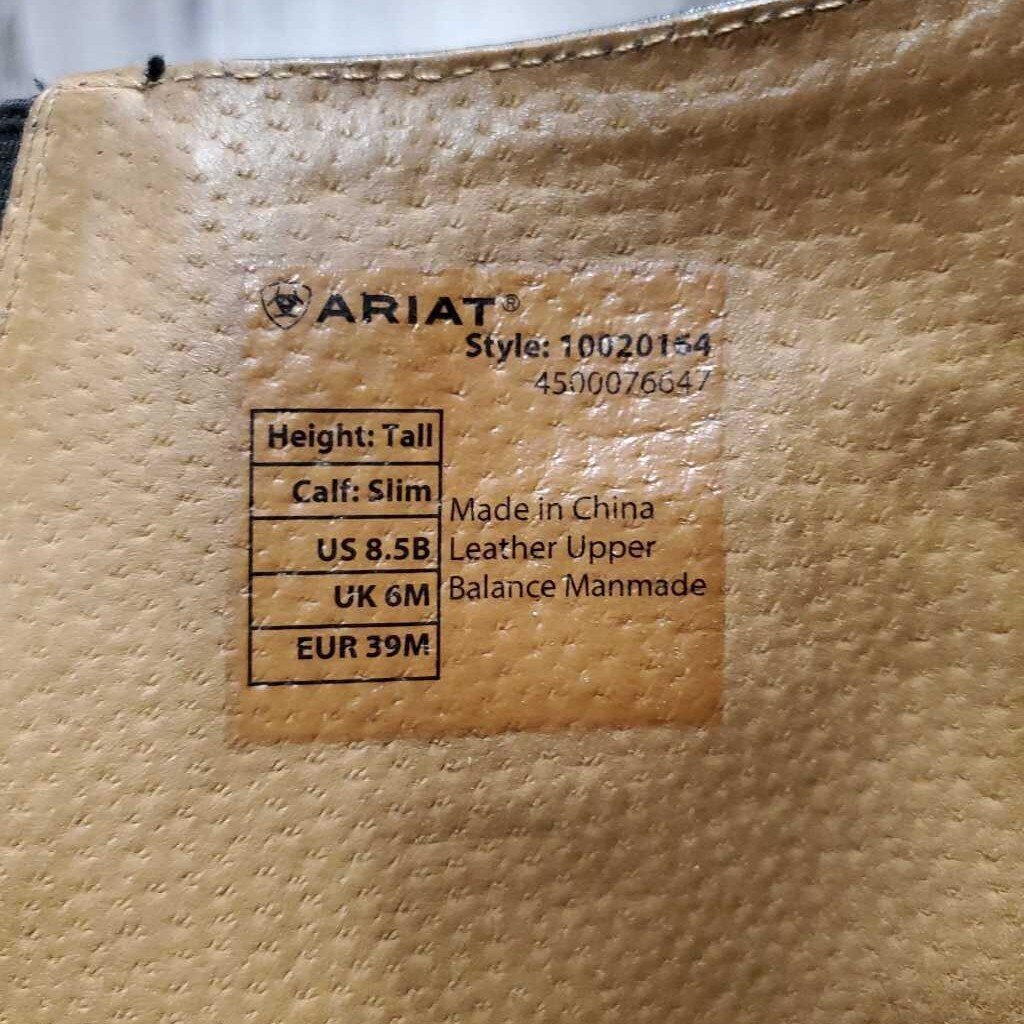 ARIAT®
Style: 10020164
4500076647
Height: Tall
Calf: Slim
US 8.5B
UK 6M
EUR 39M
Made in China
Leather Upper
Balance Manmade